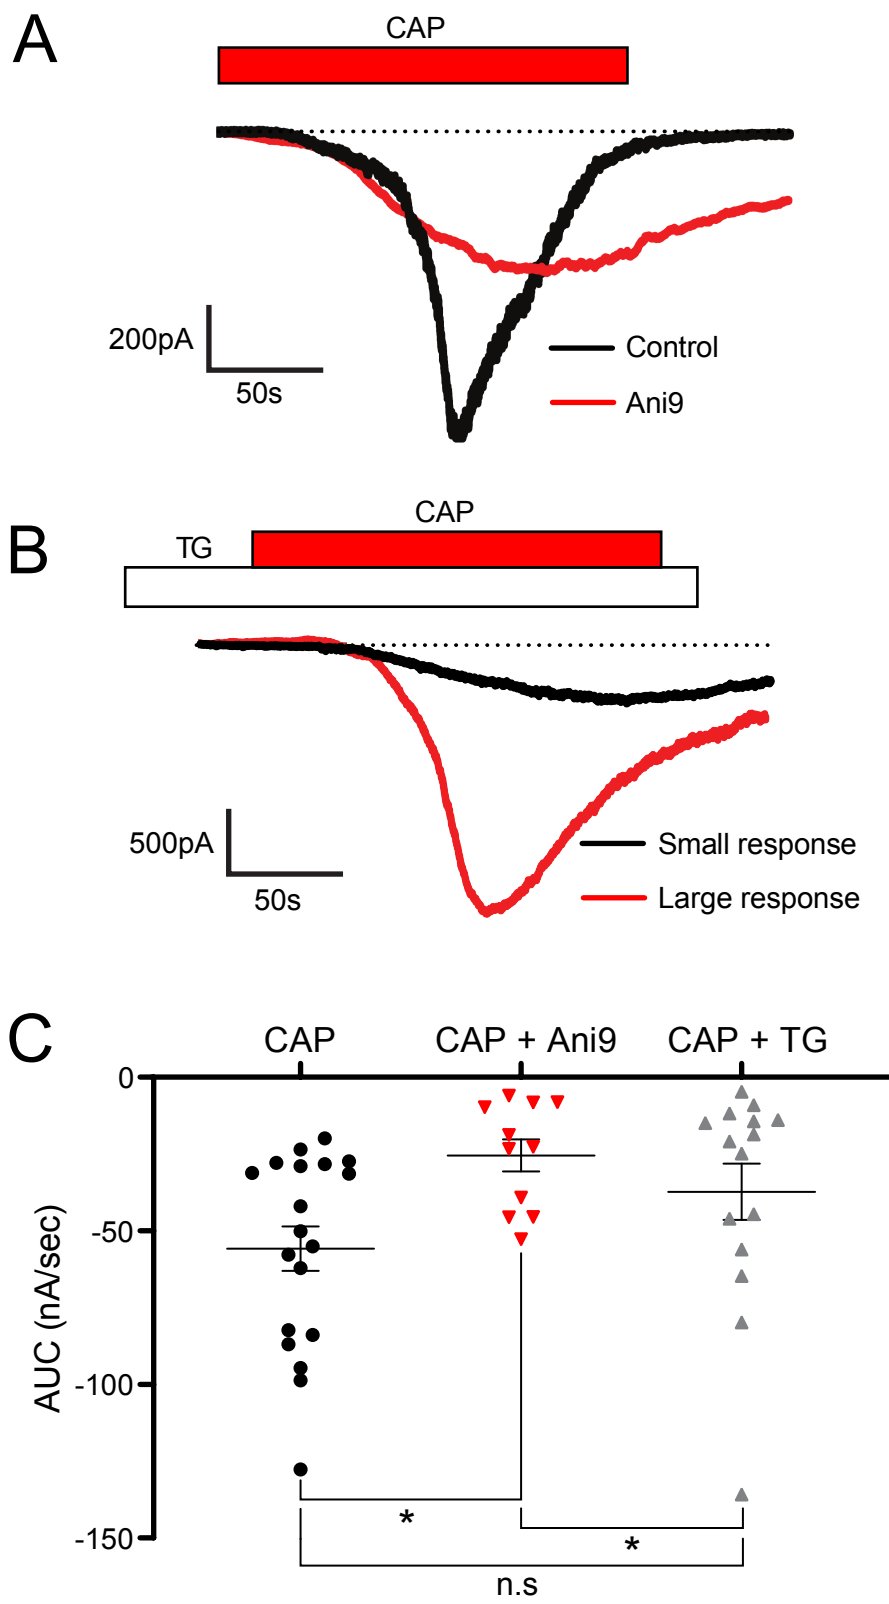 A
CAP
200pA
50s
Control
Ani9
B
CAP
TG
500pA
50s
Small response
Large response
C
CAP
CAP + Ani9
CAP + TG
0
-50
-100
-150
AUC (nA/sec)
*
*
n.s